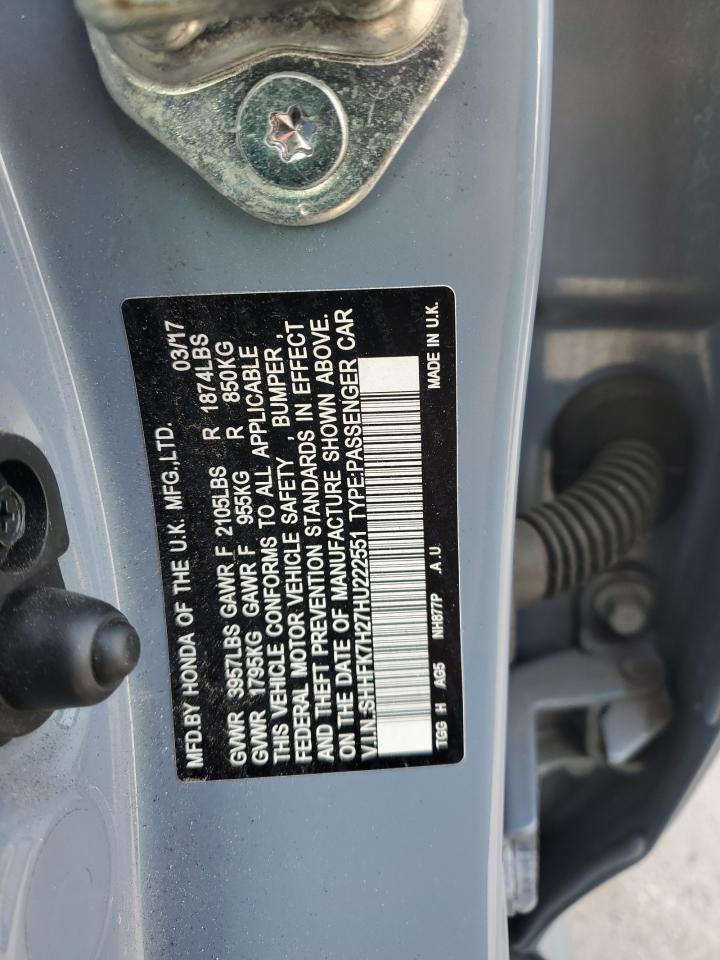 MFD.BY HONDA OF THE U.K. MFG.,LTD. 03/17
GVWR 3957LBS GAWR F 2105LBS R 1874LBS
GVWR 1795KG GAWR F 955KG R 850KG
THIS VEHICLE CONFORMS TO ALL APPLICABLE
FEDERAL MOTOR VEHICLE SAFETY , BUMPER ,
AND THEFT PREVENTION STANDARDS IN EFFECT
ON THE DATE OF MANUFACTURE SHOWN ABOVE.
V.I.N.:SHHFK7H27HU222551 TYPE:PASSENGER CAR
TGG H AG5 NH877P .A.U. MADE IN U.K.